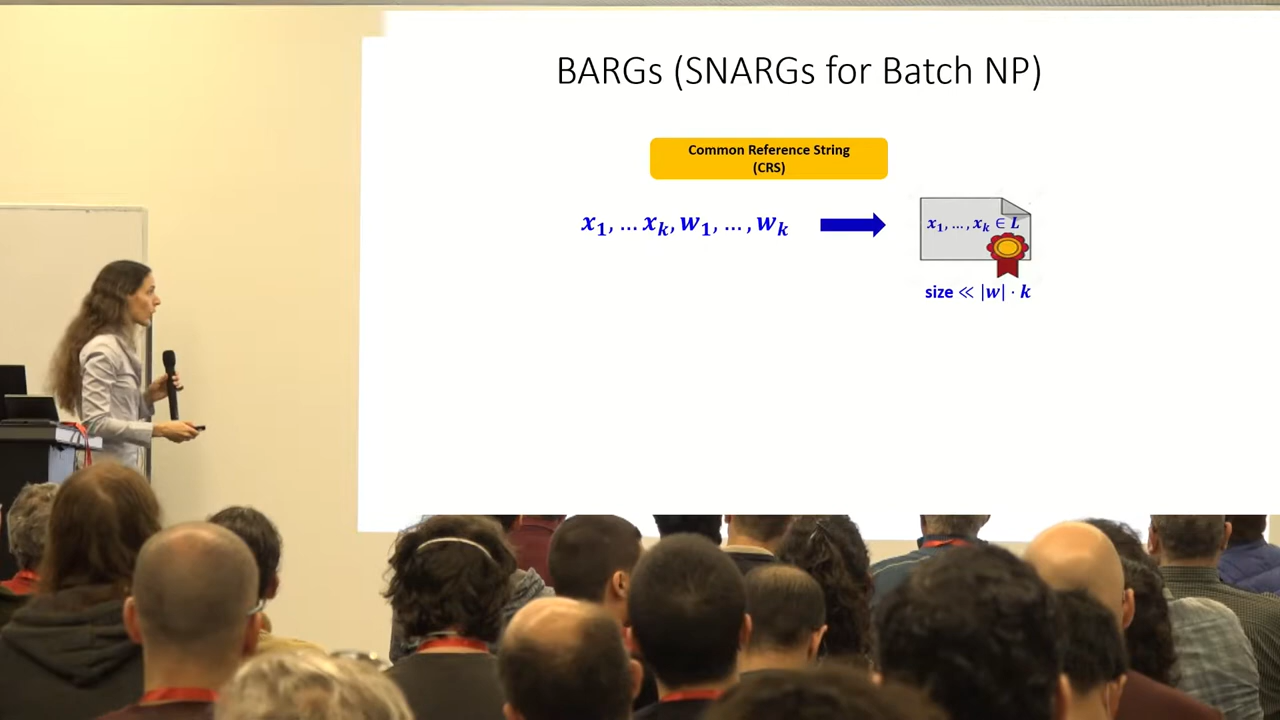 BARGs (SNARGs for Batch NP)
Common Reference String
(CRS)
x₁, … xₖ, w₁, … , wₖ
x₁, … , xₖ ∈ L
size ≪ |w| · k